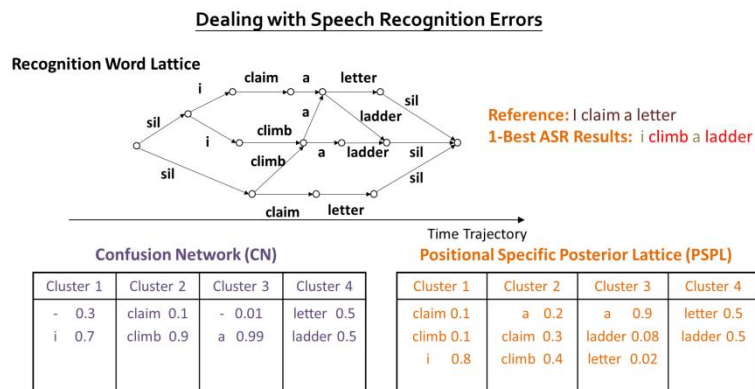 Dealing with Speech Recognition Errors
Recognition Word Lattice
claim a letter
i
sil
a ladder sil
sil
climb
i
a ladder sil
climb
sil
sil
claim letter
Reference: I claim a letter
1-Best ASR Results: i climb a ladder
Time Trajectory
Confusion Network (CN)
Cluster 1 Cluster 2 Cluster 3 Cluster 4
- 0.3 claim 0.1 - 0.01 letter 0.5
i 0.7 climb 0.9 a 0.99 ladder 0.5
Positional Specific Posterior Lattice (PSPL)
Cluster 1 Cluster 2 Cluster 3 Cluster 4
claim 0.1 a 0.2 a 0.9 letter 0.5
climb 0.1 claim 0.3 ladder 0.08 ladder 0.5
i 0.8 climb 0.4 letter 0.02